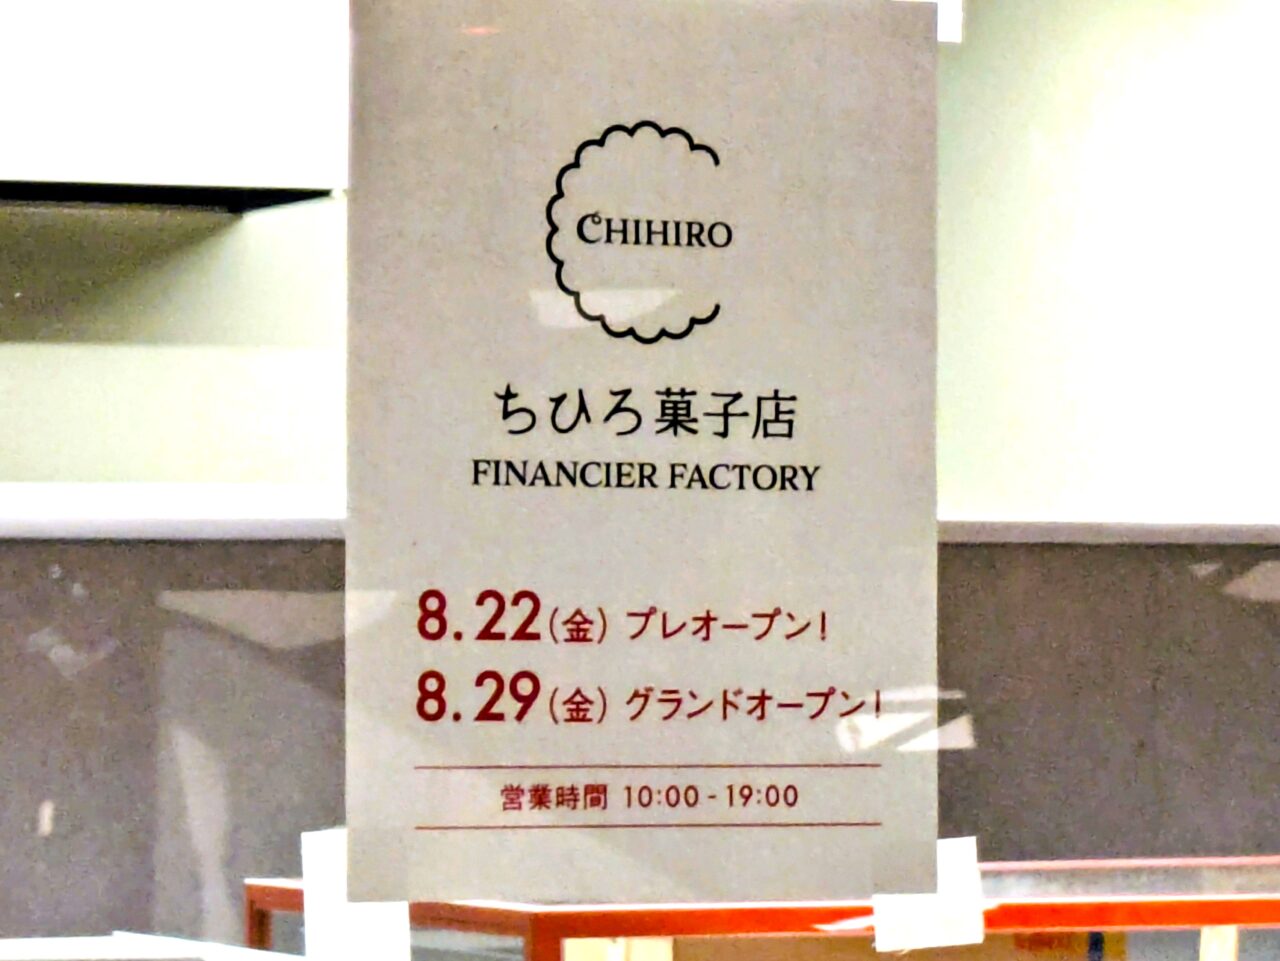 CHIHIRO
ちひろ菓子店
FINANCIER FACTORY
8.22(金) プレオープン!
8.29(金) グランドオープン!
営業時間 10:00-19:00